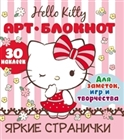 Hello Kitty
АРТ-БЛОКНОТ
30
НАКЛЕЕК
Для
заметок,
игр и
творчества
ЯРКИЕ СТРАНИЧКИ